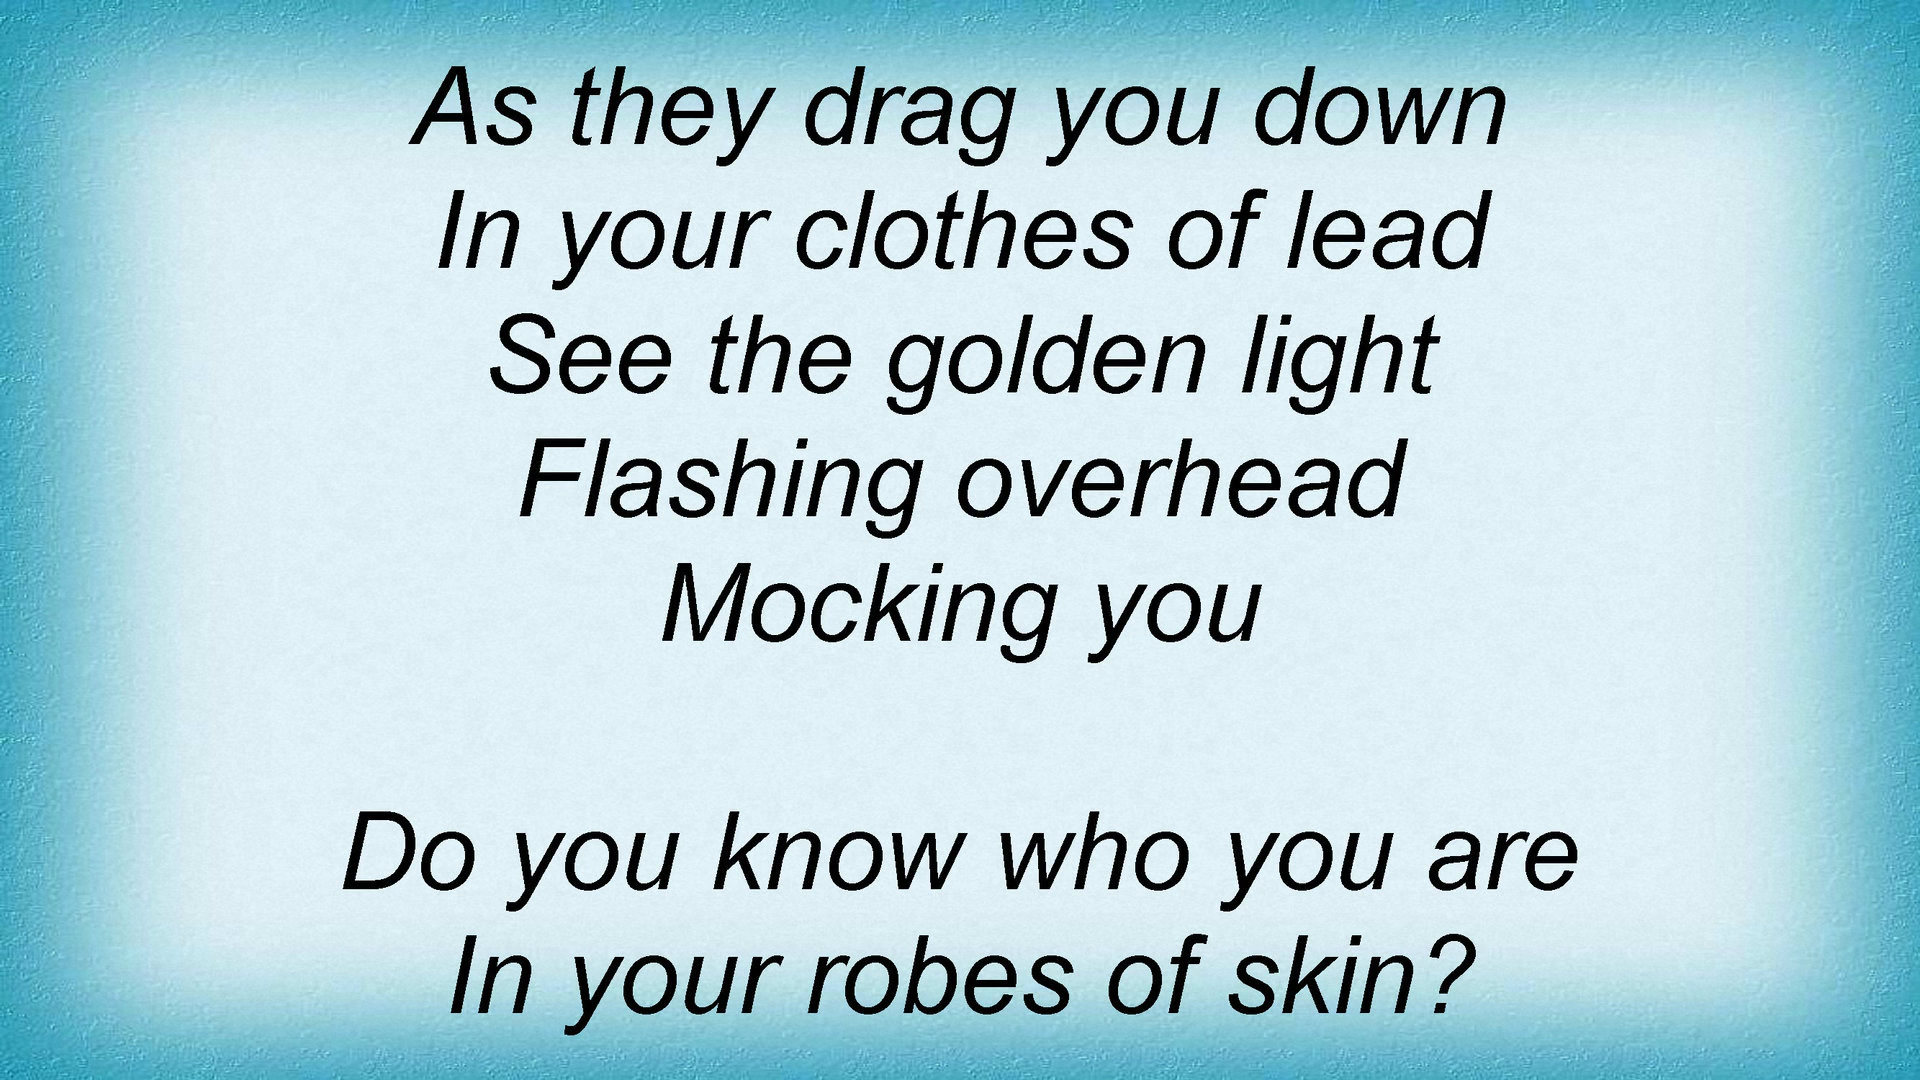 As they drag you down
In your clothes of lead
See the golden light
Flashing overhead
Mocking you
Do you know who you are
In your robes of skin?